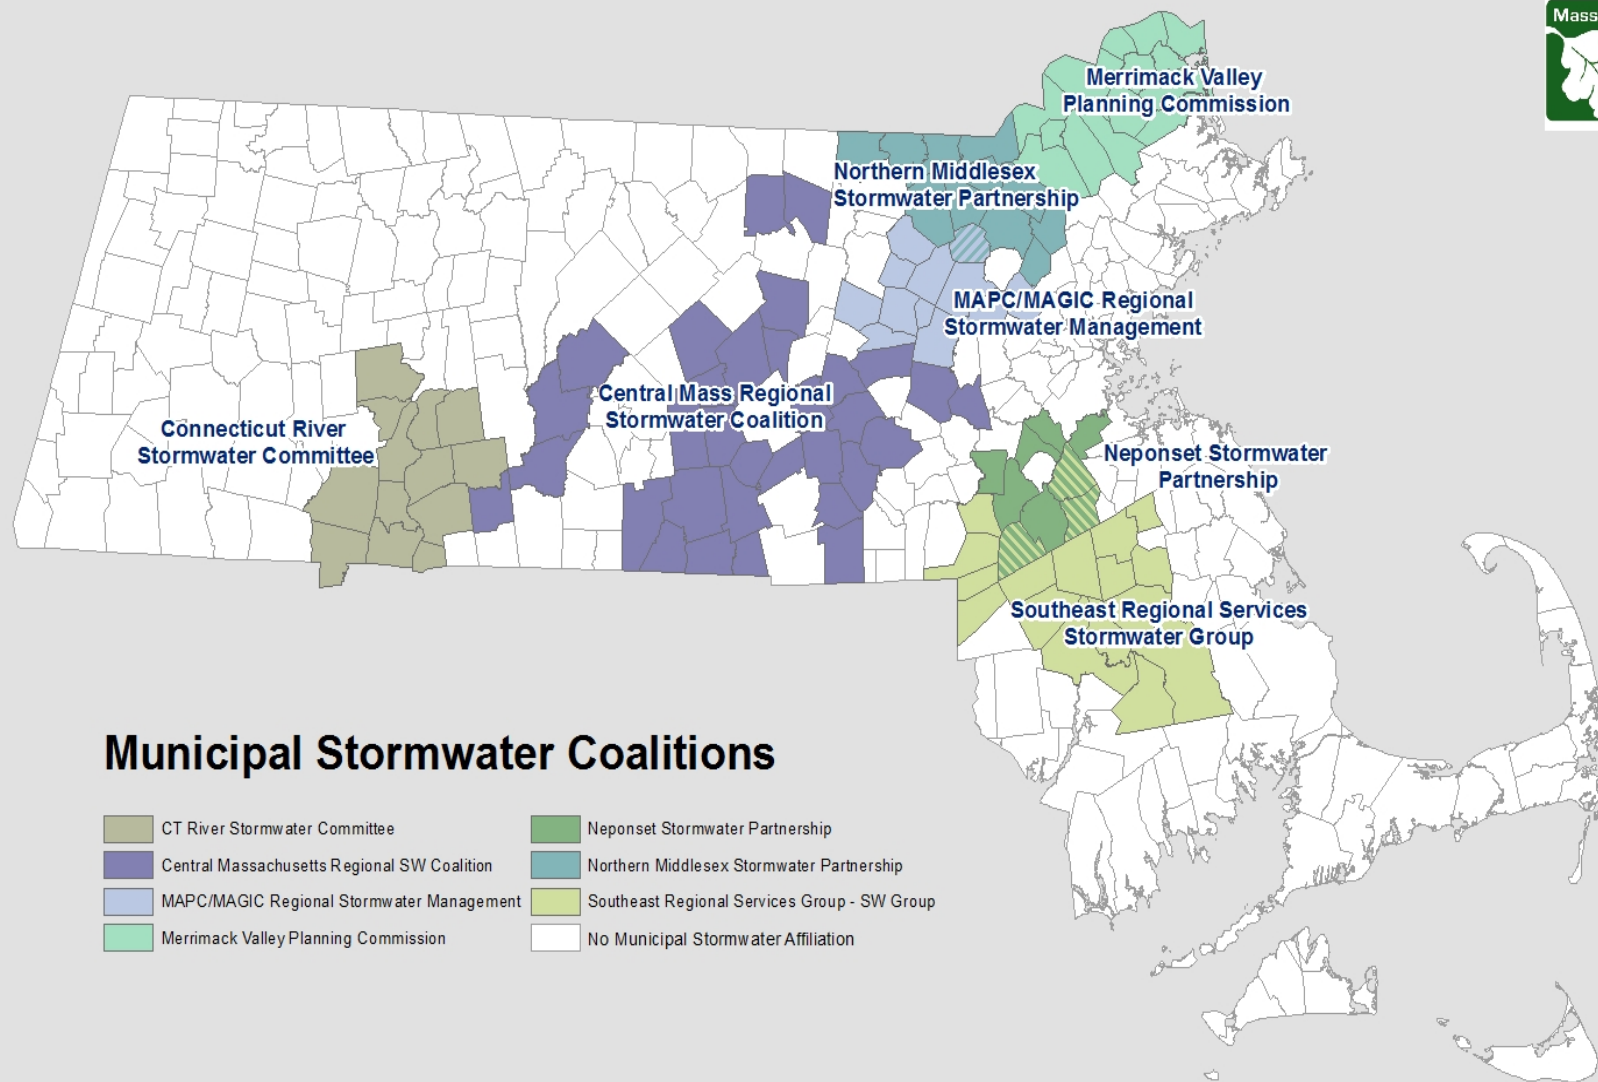 Mass
Merrimack Valley
Planning Commission
Northern Middlesex
Stormwater Partnership
MAPC/MAGIC Regional
Stormwater Management
Central Mass Regional
Stormwater Coalition
Connecticut River
Stormwater Committee
Neponset Stormwater
Partnership
Southeast Regional Services
Stormwater Group
Municipal Stormwater Coalitions
CT River Stormwater Committee
Central Massachusetts Regional SW Coalition
MAPC/MAGIC Regional Stormwater Management
Merrimack Valley Planning Commission
Neponset Stormwater Partnership
Northern Middlesex Stormwater Partnership
Southeast Regional Services Group - SW Group
No Municipal Stormwater Affiliation